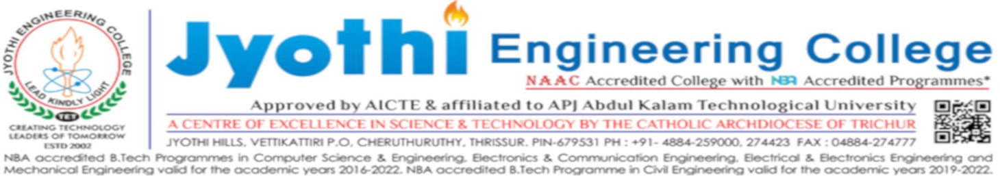 JYOTHI ENGINEERING COLLEGE
LEAD KINDLY LIGHT
CREATING TECHNOLOGY
LEADERS OF TOMORROW
ESTD 2002
Jyothi Engineering College
NAAC Accredited College with NBA Accredited Programmes*
Approved by AICTE & affiliated to APJ Abdul Kalam Technological University
A CENTRE OF EXCELLENCE IN SCIENCE & TECHNOLOGY BY THE CATHOLIC ARCHDIOCESE OF TRICHUR
JYOTHI HILLS, VETTIKATTIRI P.O, CHERUTHURUTHY, THRISSUR. PIN-679531 PH : +91- 4884-259000, 274423 FAX : 04884-274777
NBA accredited B.Tech Programmes in Computer Science & Engineering, Electronics & Communication Engineering, Electrical & Electronics Engineering and
Mechanical Engineering valid for the academic years 2016-2022. NBA accredited B.Tech Programme in Civil Engineering valid for the academic years 2019-2022.